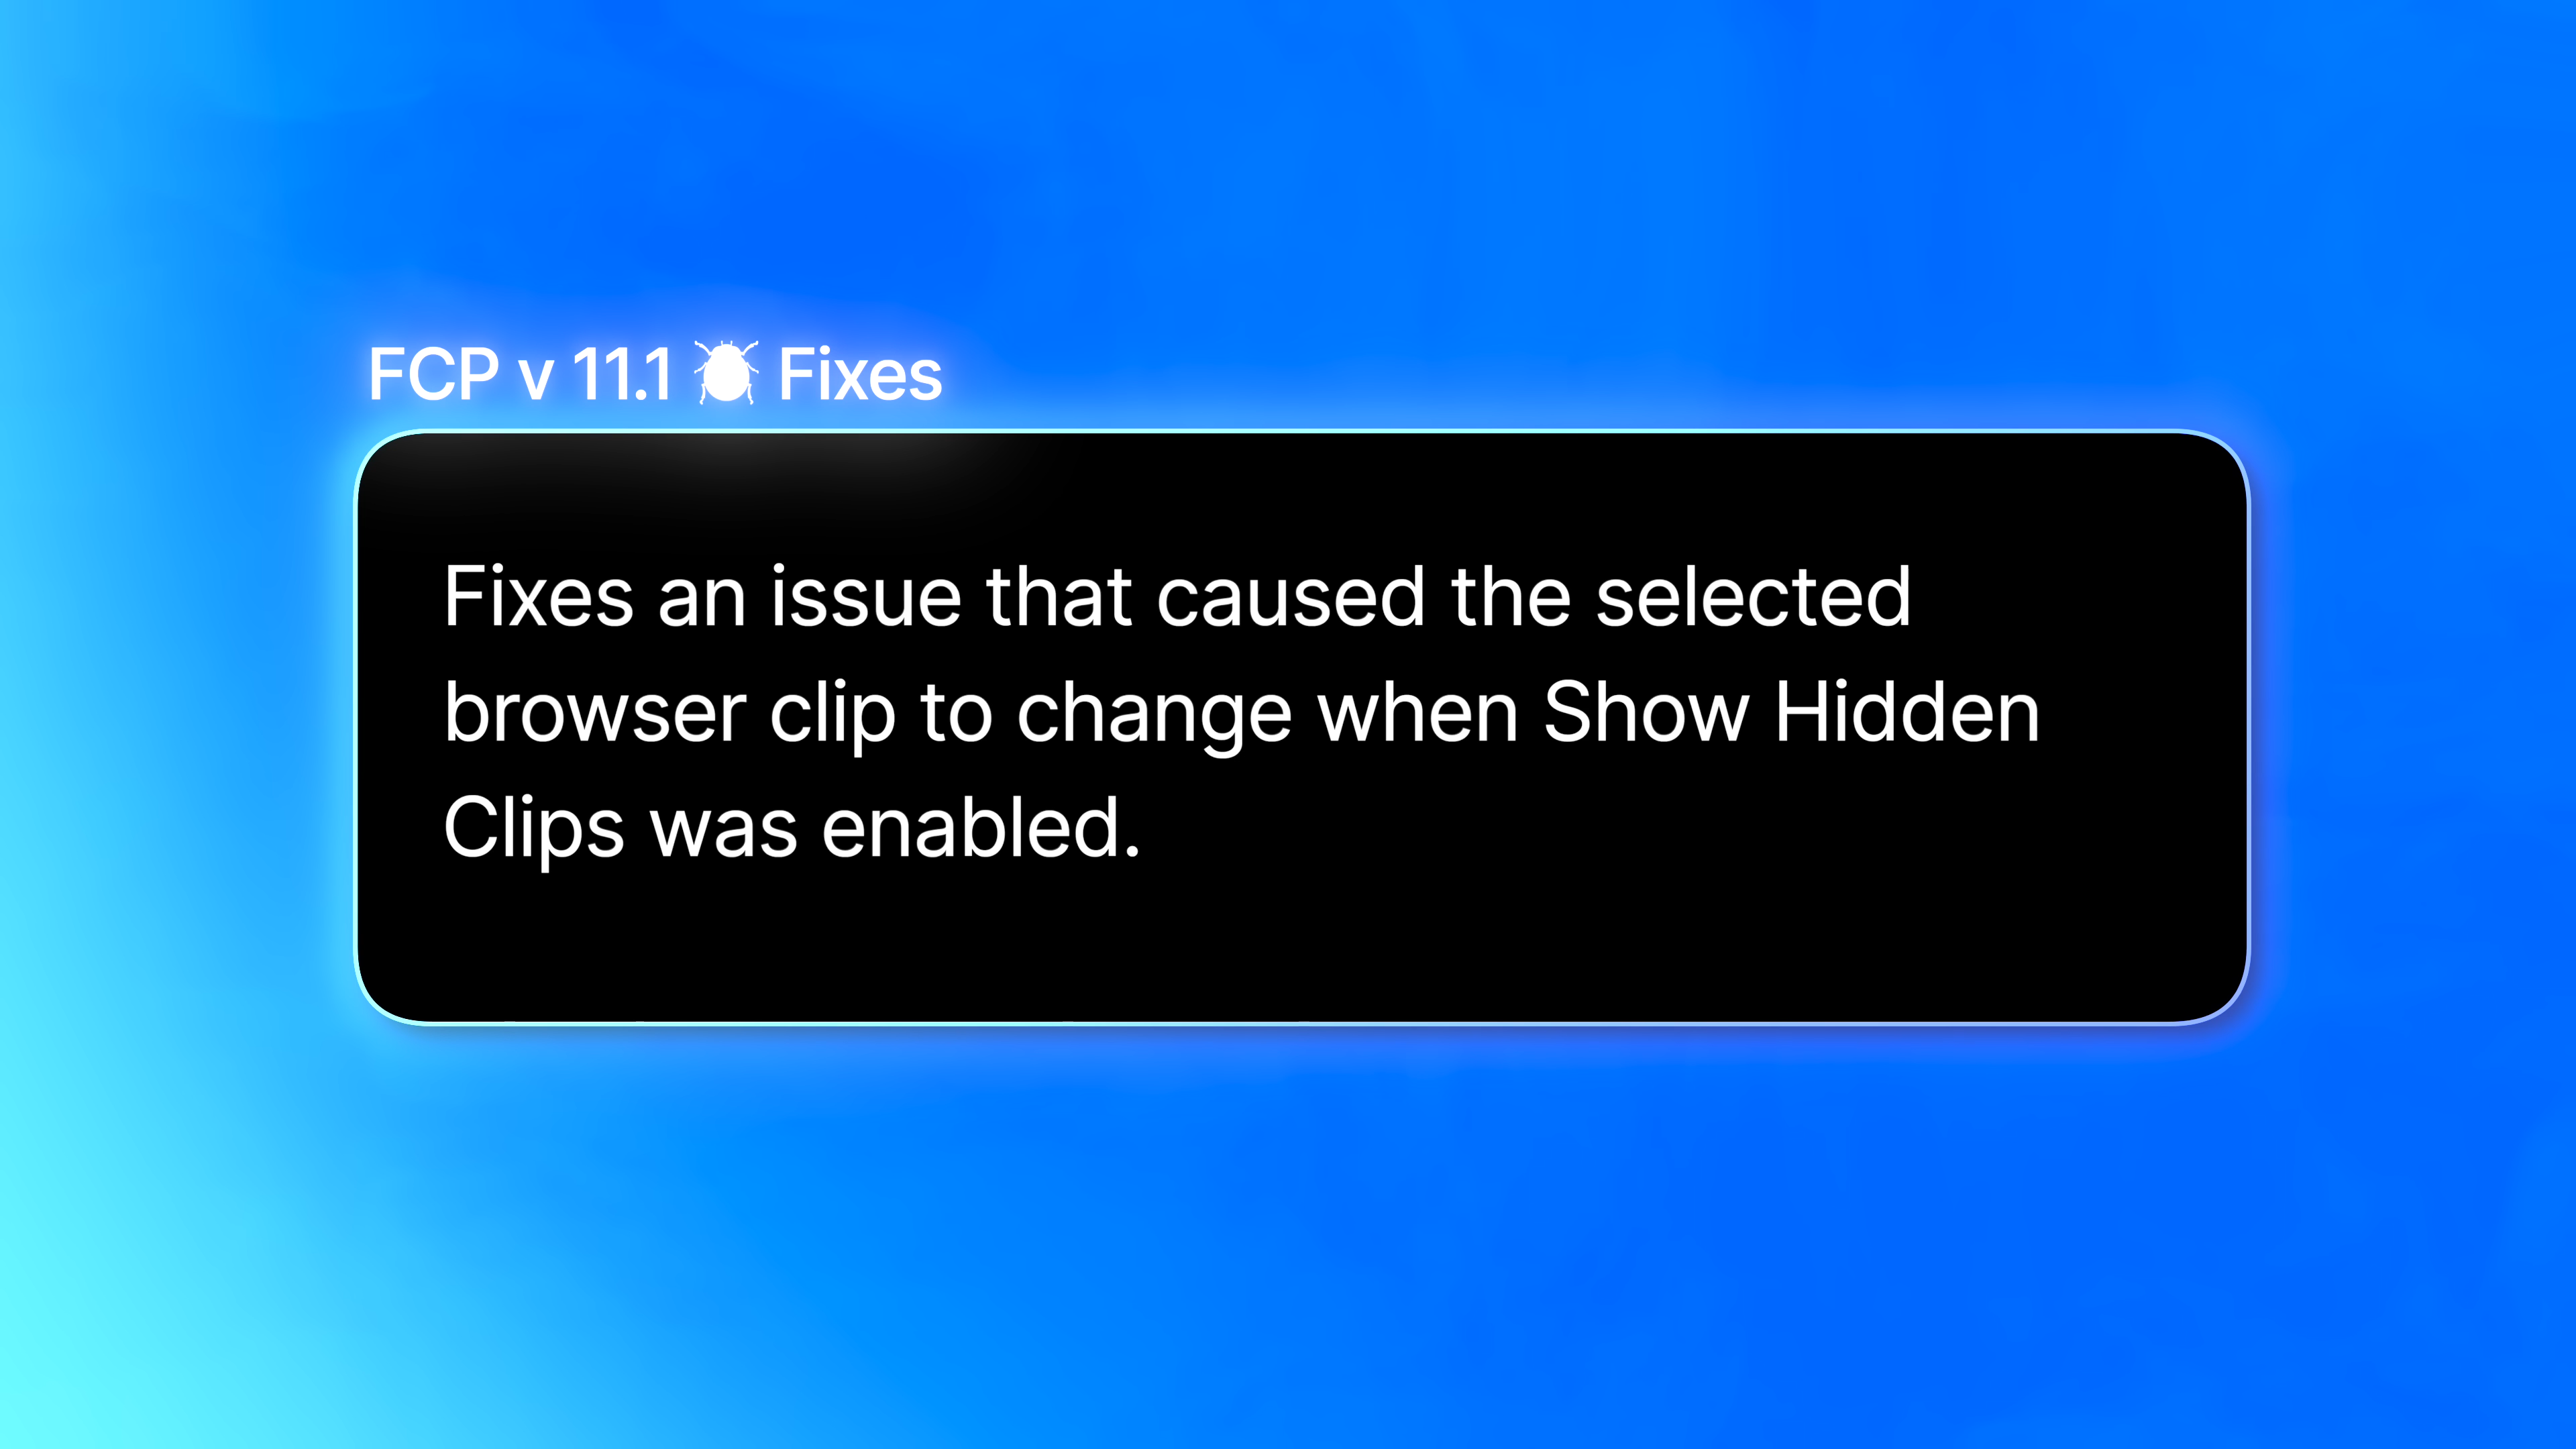 FCP v 11.1 Fixes
Fixes an issue that caused the selected
browser clip to change when Show Hidden
Clips was enabled.